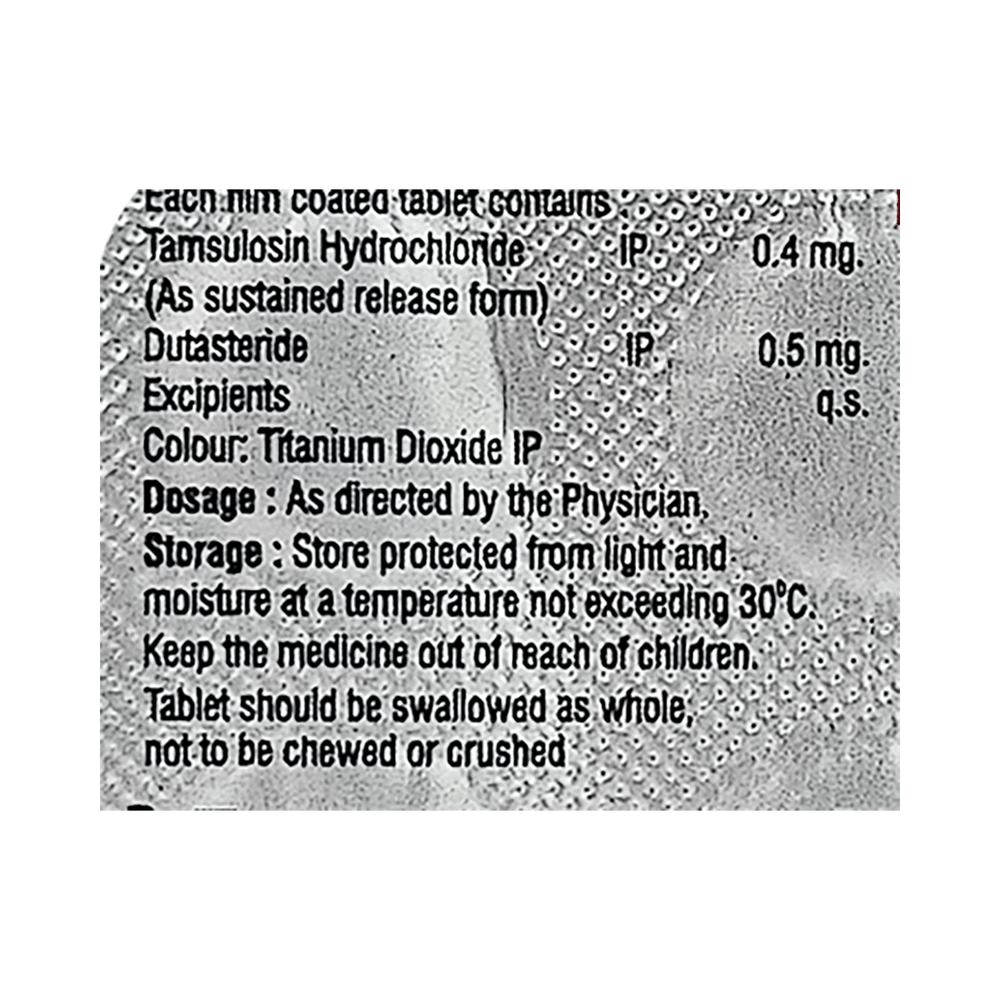 Each film coated tablet contains
Tamsulosin Hydrochloride IP 0.4 mg.
(As sustained release form)
Dutasteride IP 0.5 mg.
Excipients q.s.
Colour: Titanium Dioxide IP
Dosage : As directed by the Physician.
Storage : Store protected from light and
moisture at a temperature not exceeding 30°C.
Keep the medicine out of reach of children.
Tablet should be swallowed as whole,
not to be chewed or crushed